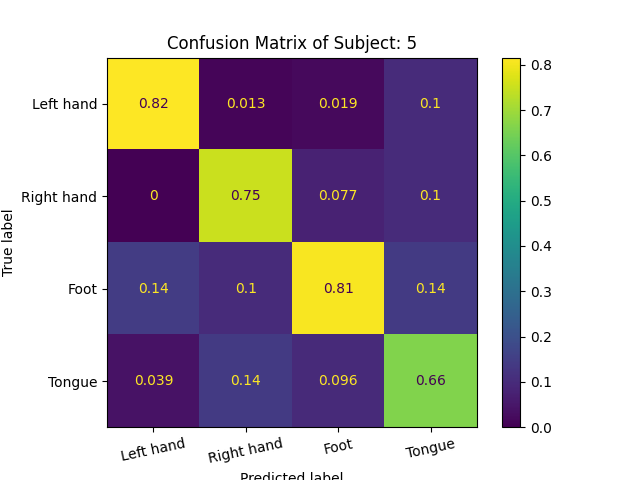 Confusion Matrix of Subject: 5
True label
Left hand 0.82 0.013 0.019 0.1
Right hand 0 0.75 0.077 0.1
Foot 0.14 0.1 0.81 0.14
Tongue 0.039 0.14 0.096 0.66
Left hand Right hand Foot Tongue
Predicted label
0.8
0.7
0.6
0.5
0.4
0.3
0.2
0.1
0.0